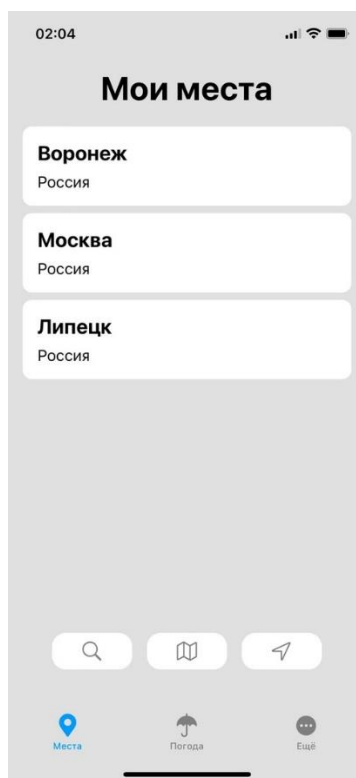 02:04
Мои места
Воронеж
Россия
Москва
Россия
Липецк
Россия
Места
Погода
Ещё